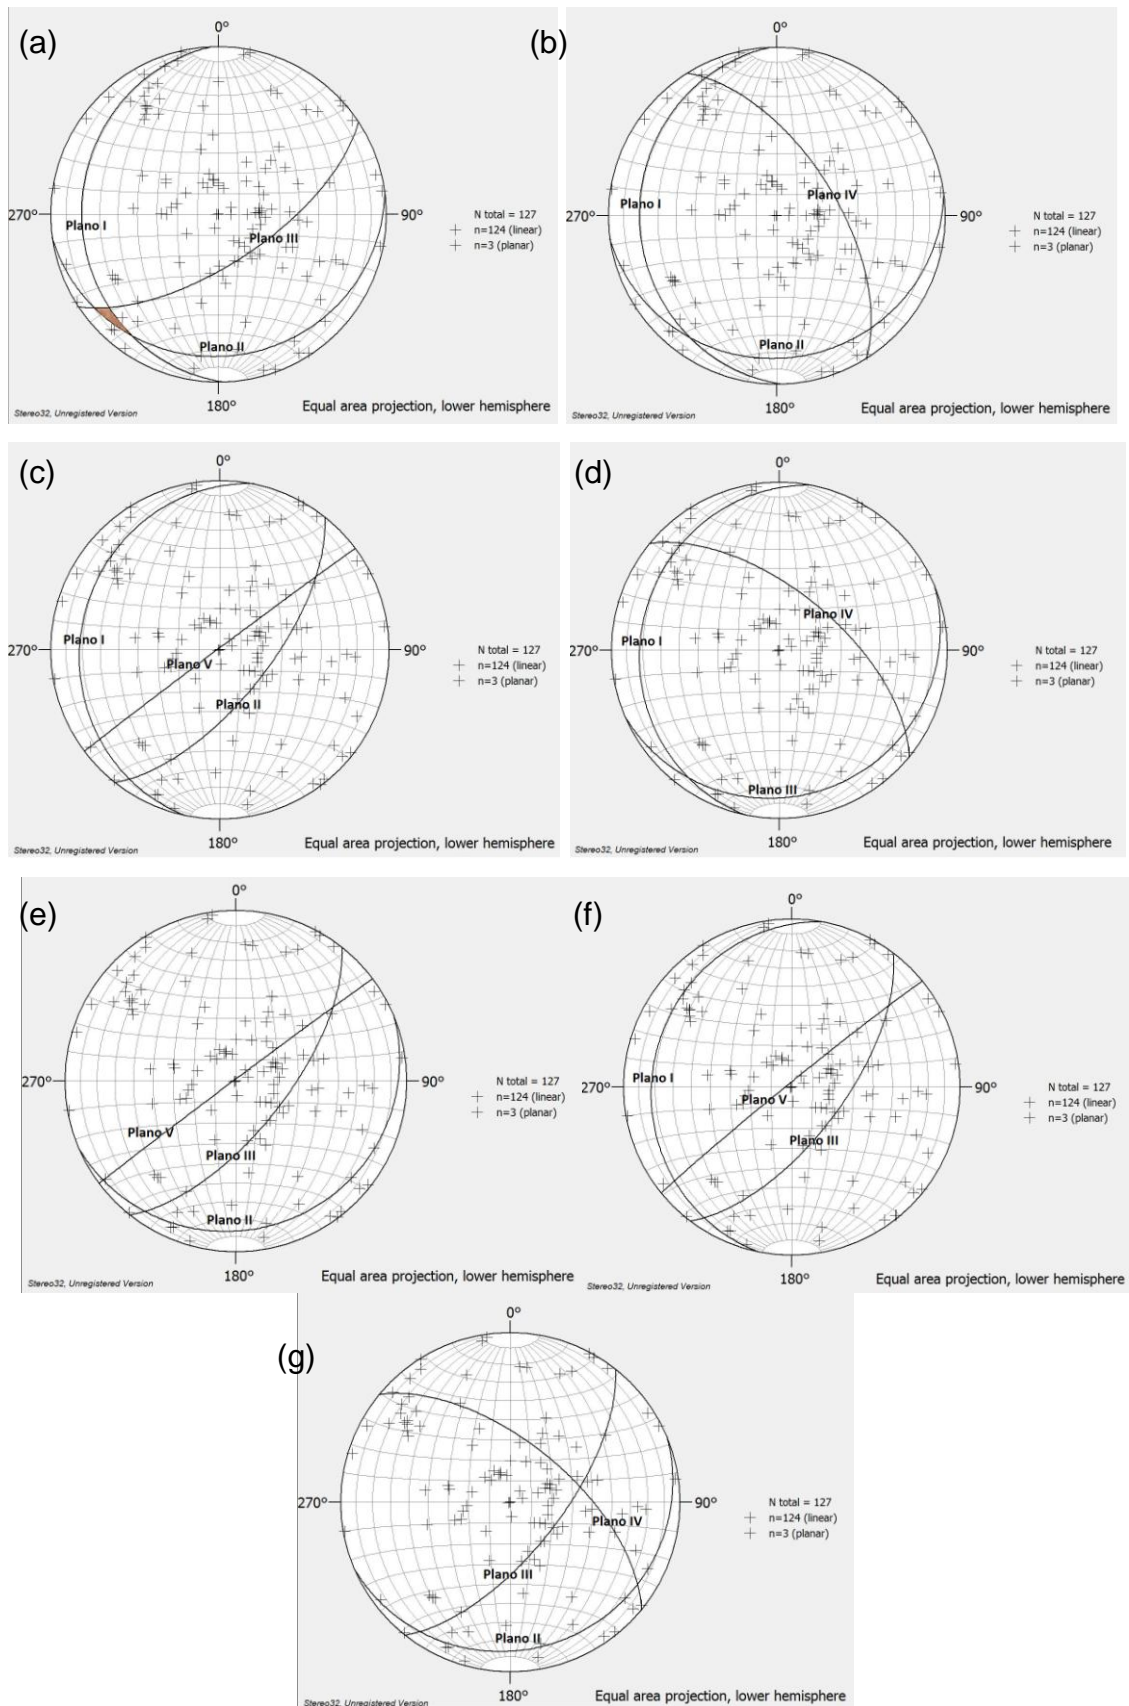 (a)
0°
270°
90°
Plano I
Plano III
Plano II
N total = 127
n=124 (linear)
n=3 (planar)
180°
Stereo32, Unregistered Version
Equal area projection, lower hemisphere
(b)
0°
270°
90°
Plano I
Plano IV
Plano II
N total = 127
n=124 (linear)
n=3 (planar)
180°
Stereo32, Unregistered Version
Equal area projection, lower hemisphere
(c)
0°
270°
90°
Plano I
Plano V
Plano II
N total = 127
n=124 (linear)
n=3 (planar)
180°
Stereo32, Unregistered Version
Equal area projection, lower hemisphere
(d)
0°
270°
90°
Plano IV
Plano I
Plano III
N total = 127
n=124 (linear)
n=3 (planar)
180°
Stereo32, Unregistered Version
Equal area projection, lower hemisphere
(e)
0°
270°
90°
Plano V
Plano III
Plano II
N total = 127
n=124 (linear)
n=3 (planar)
180°
Stereo32, Unregistered Version
Equal area projection, lower hemisphere
(f)
0°
270°
90°
Plano I
Plano V
Plano III
N total = 127
n=124 (linear)
n=3 (planar)
180°
Stereo32, Unregistered Version
Equal area projection, lower hemisphere
(g)
0°
270°
90°
Plano IV
Plano III
Plano II
N total = 127
n=124 (linear)
n=3 (planar)
180°
Stereo32, Unregistered Version
Equal area projection, lower hemisphere